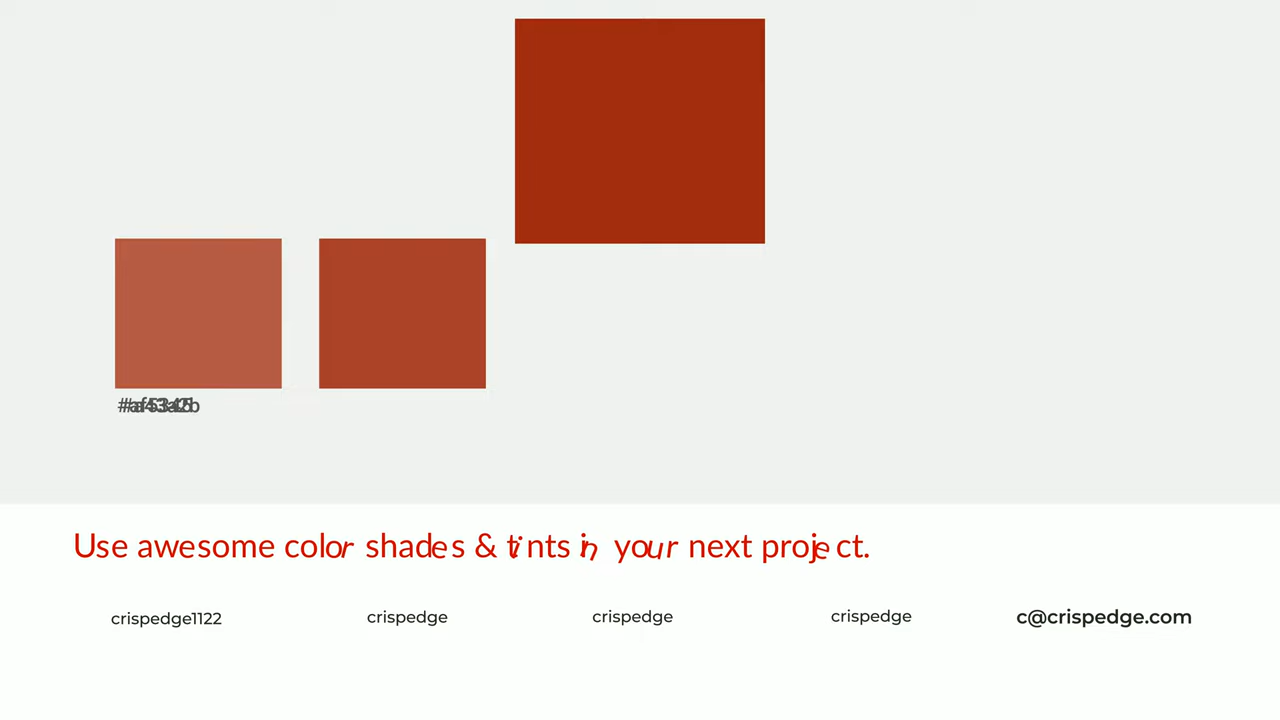 Use awesome color shades & tints in your next project.
crispedge1122 crispedge crispedge crispedge c@crispedge.com